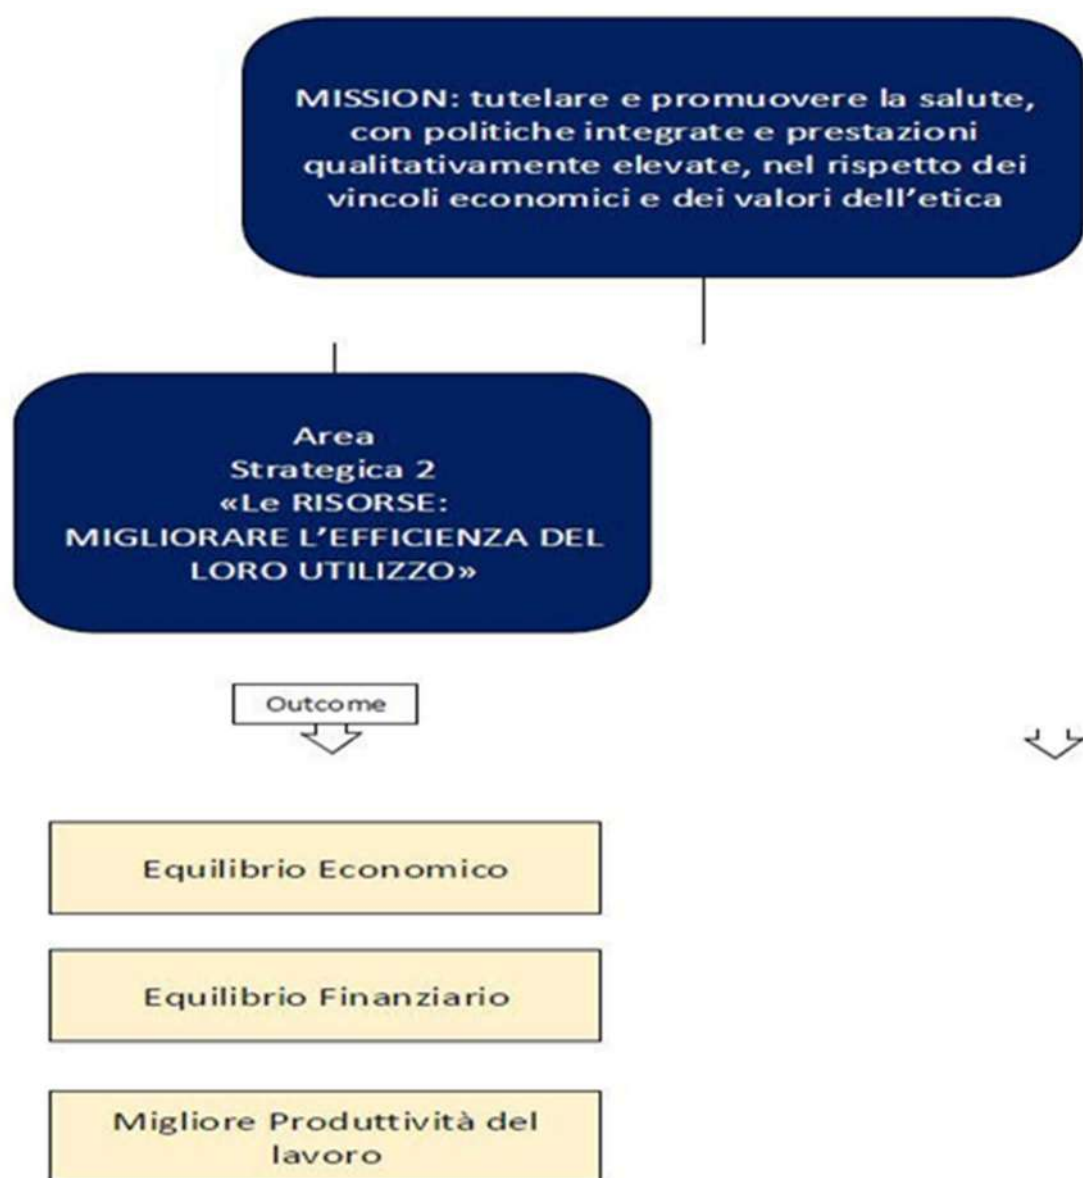 MISSION: tutelare e promuovere la salute,
con politiche integrate e prestazioni
qualitativamente elevate, nel rispetto dei
vincoli economici e dei valori dell’etica
Area
Strategica 2
«Le RISORSE:
MIGLIORARE L’EFFICIENZA DEL
LORO UTILIZZO»
Outcome
Equilibrio Economico
Equilibrio Finanziario
Migliore Produttività del
lavoro